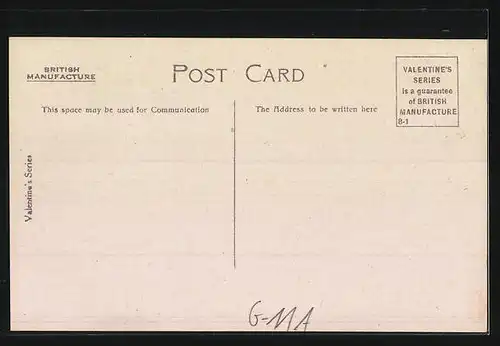 BRITISH
MANUFACTURE
POST CARD
VALENTINE'S
SERIES
is a guarantee
of BRITISH
MANUFACTURE
B-1
This space may be used for Communication
The Address to be written here
Valentine's Series
G-11A